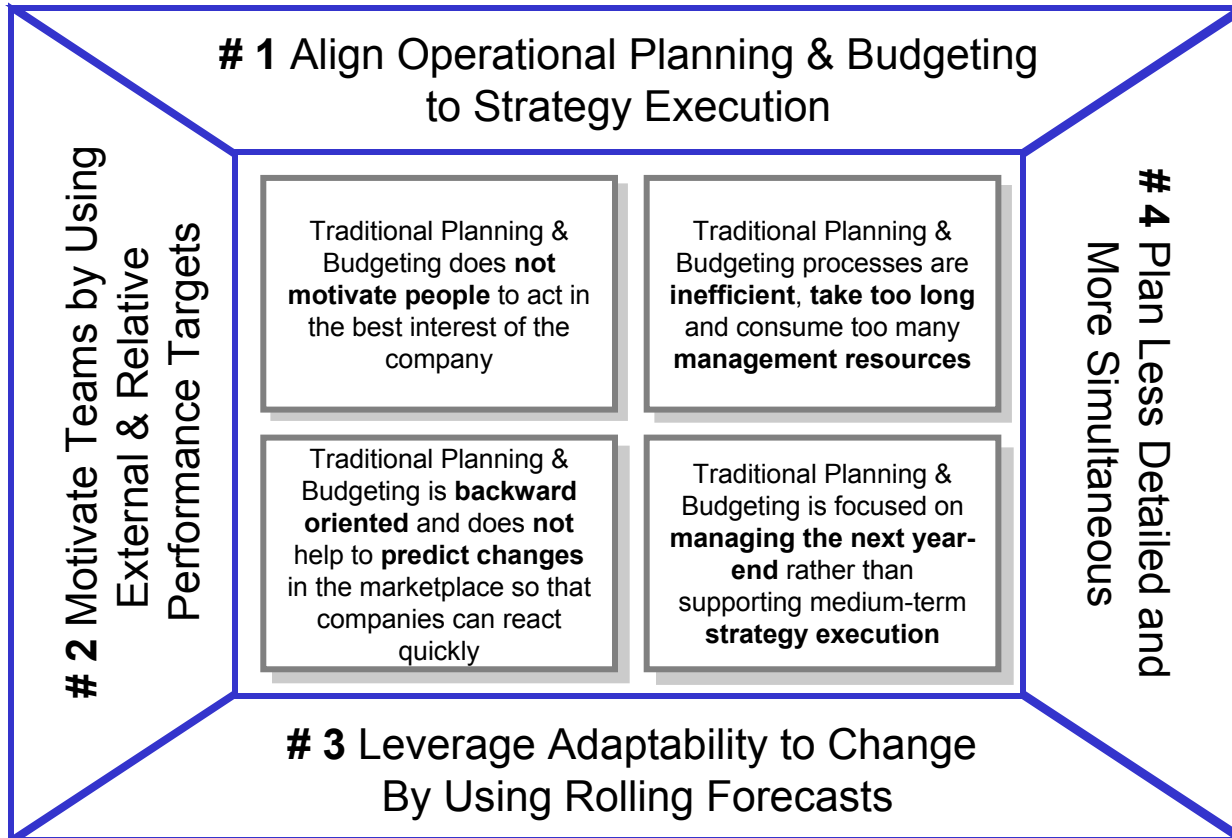 # 1 Align Operational Planning & Budgeting
to Strategy Execution
# 2 Motivate Teams by Using
External & Relative
Performance Targets
Traditional Planning &
Budgeting does not
motivate people to act in
the best interest of the
company
Traditional Planning &
Budgeting processes are
inefficient, take too long
and consume too many
management resources
Traditional Planning &
Budgeting is backward
oriented and does not
help to predict changes
in the marketplace so that
companies can react
quickly
Traditional Planning &
Budgeting is focused on
managing the next year-
end rather than
supporting medium-term
strategy execution
# 4 Plan Less Detailed and
More Simultaneous
# 3 Leverage Adaptability to Change
By Using Rolling Forecasts